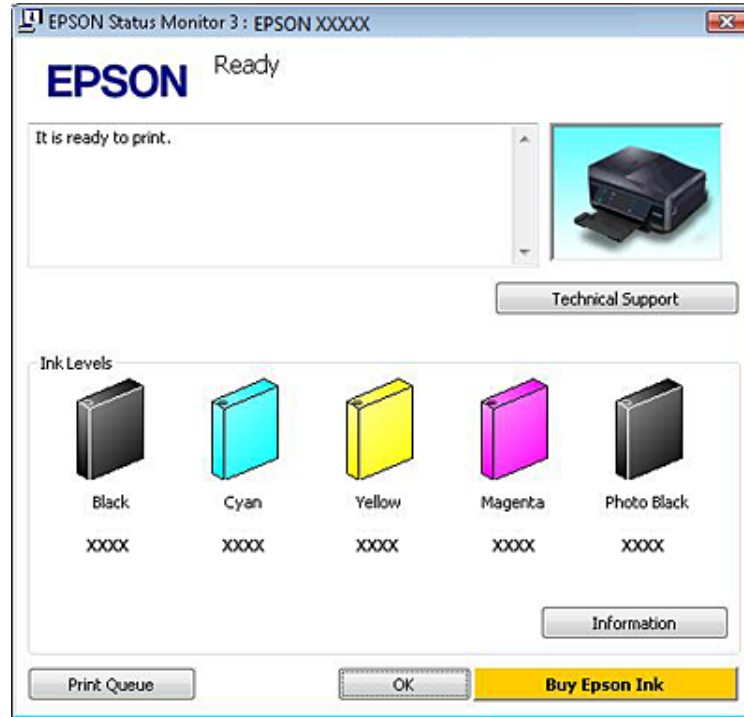 EPSON Status Monitor 3 : EPSON XXXXX
EPSON
Ready
It is ready to print.
Technical Support
Ink Levels
Black Cyan Yellow Magenta Photo Black
XXXX XXXX XXXX XXXX XXXX
Information
Print Queue OK Buy Epson Ink